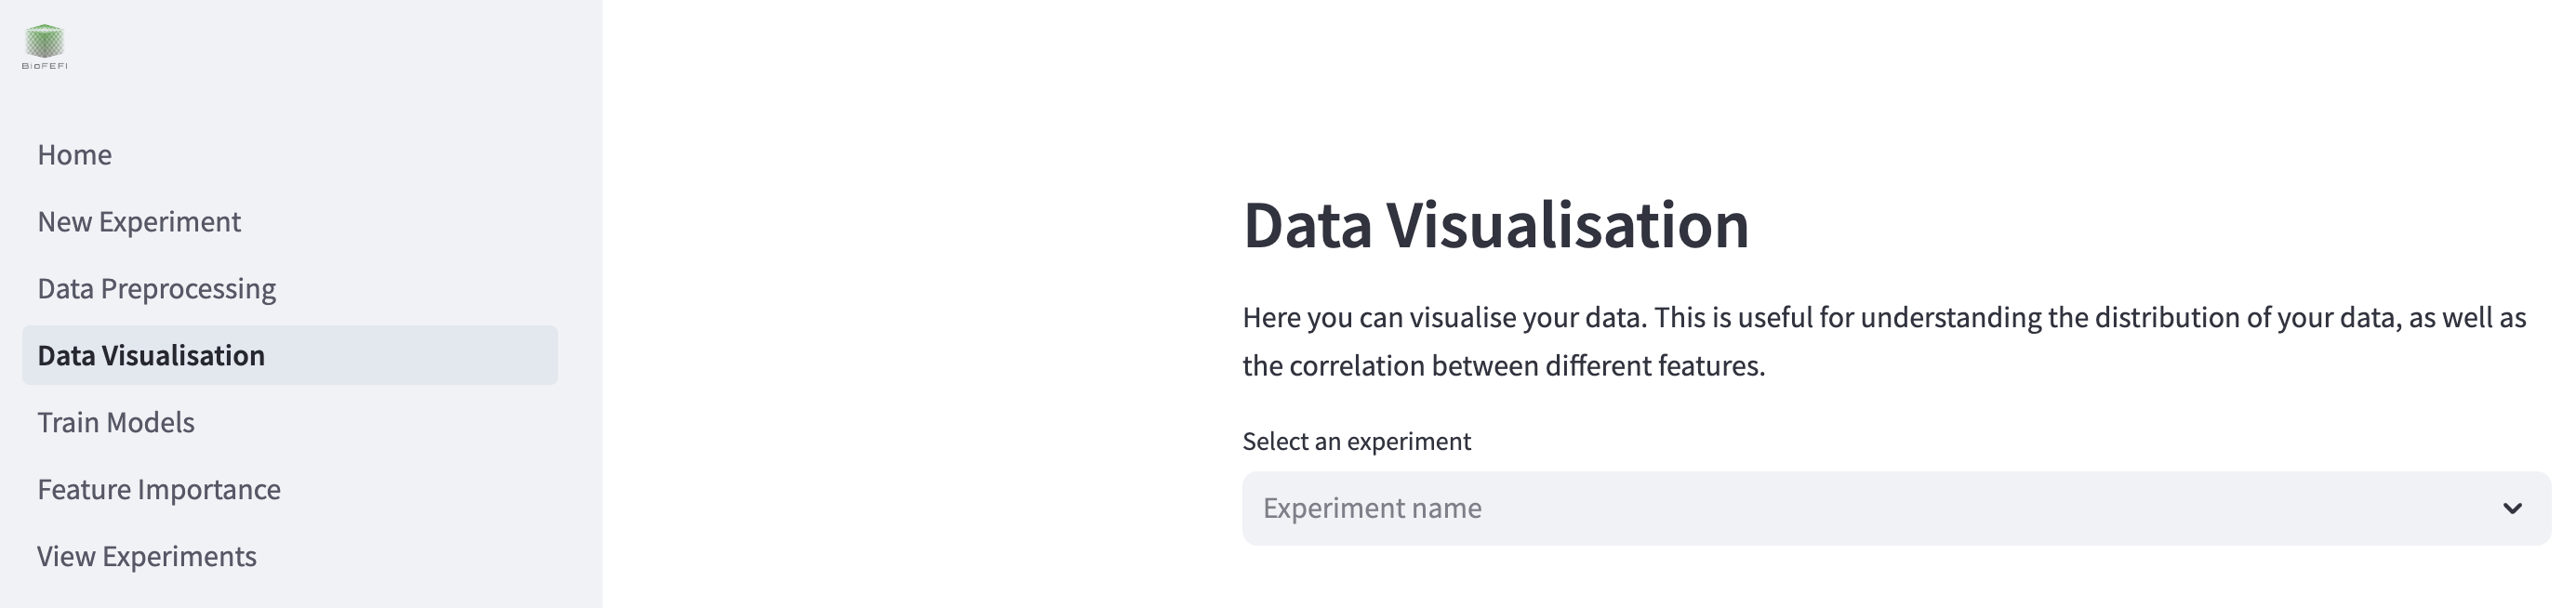 BioFEFI
Home
New Experiment
Data Preprocessing
Data Visualisation
Train Models
Feature Importance
View Experiments
Data Visualisation
Here you can visualise your data. This is useful for understanding the distribution of your data, as well as
the correlation between different features.
Select an experiment
Experiment name